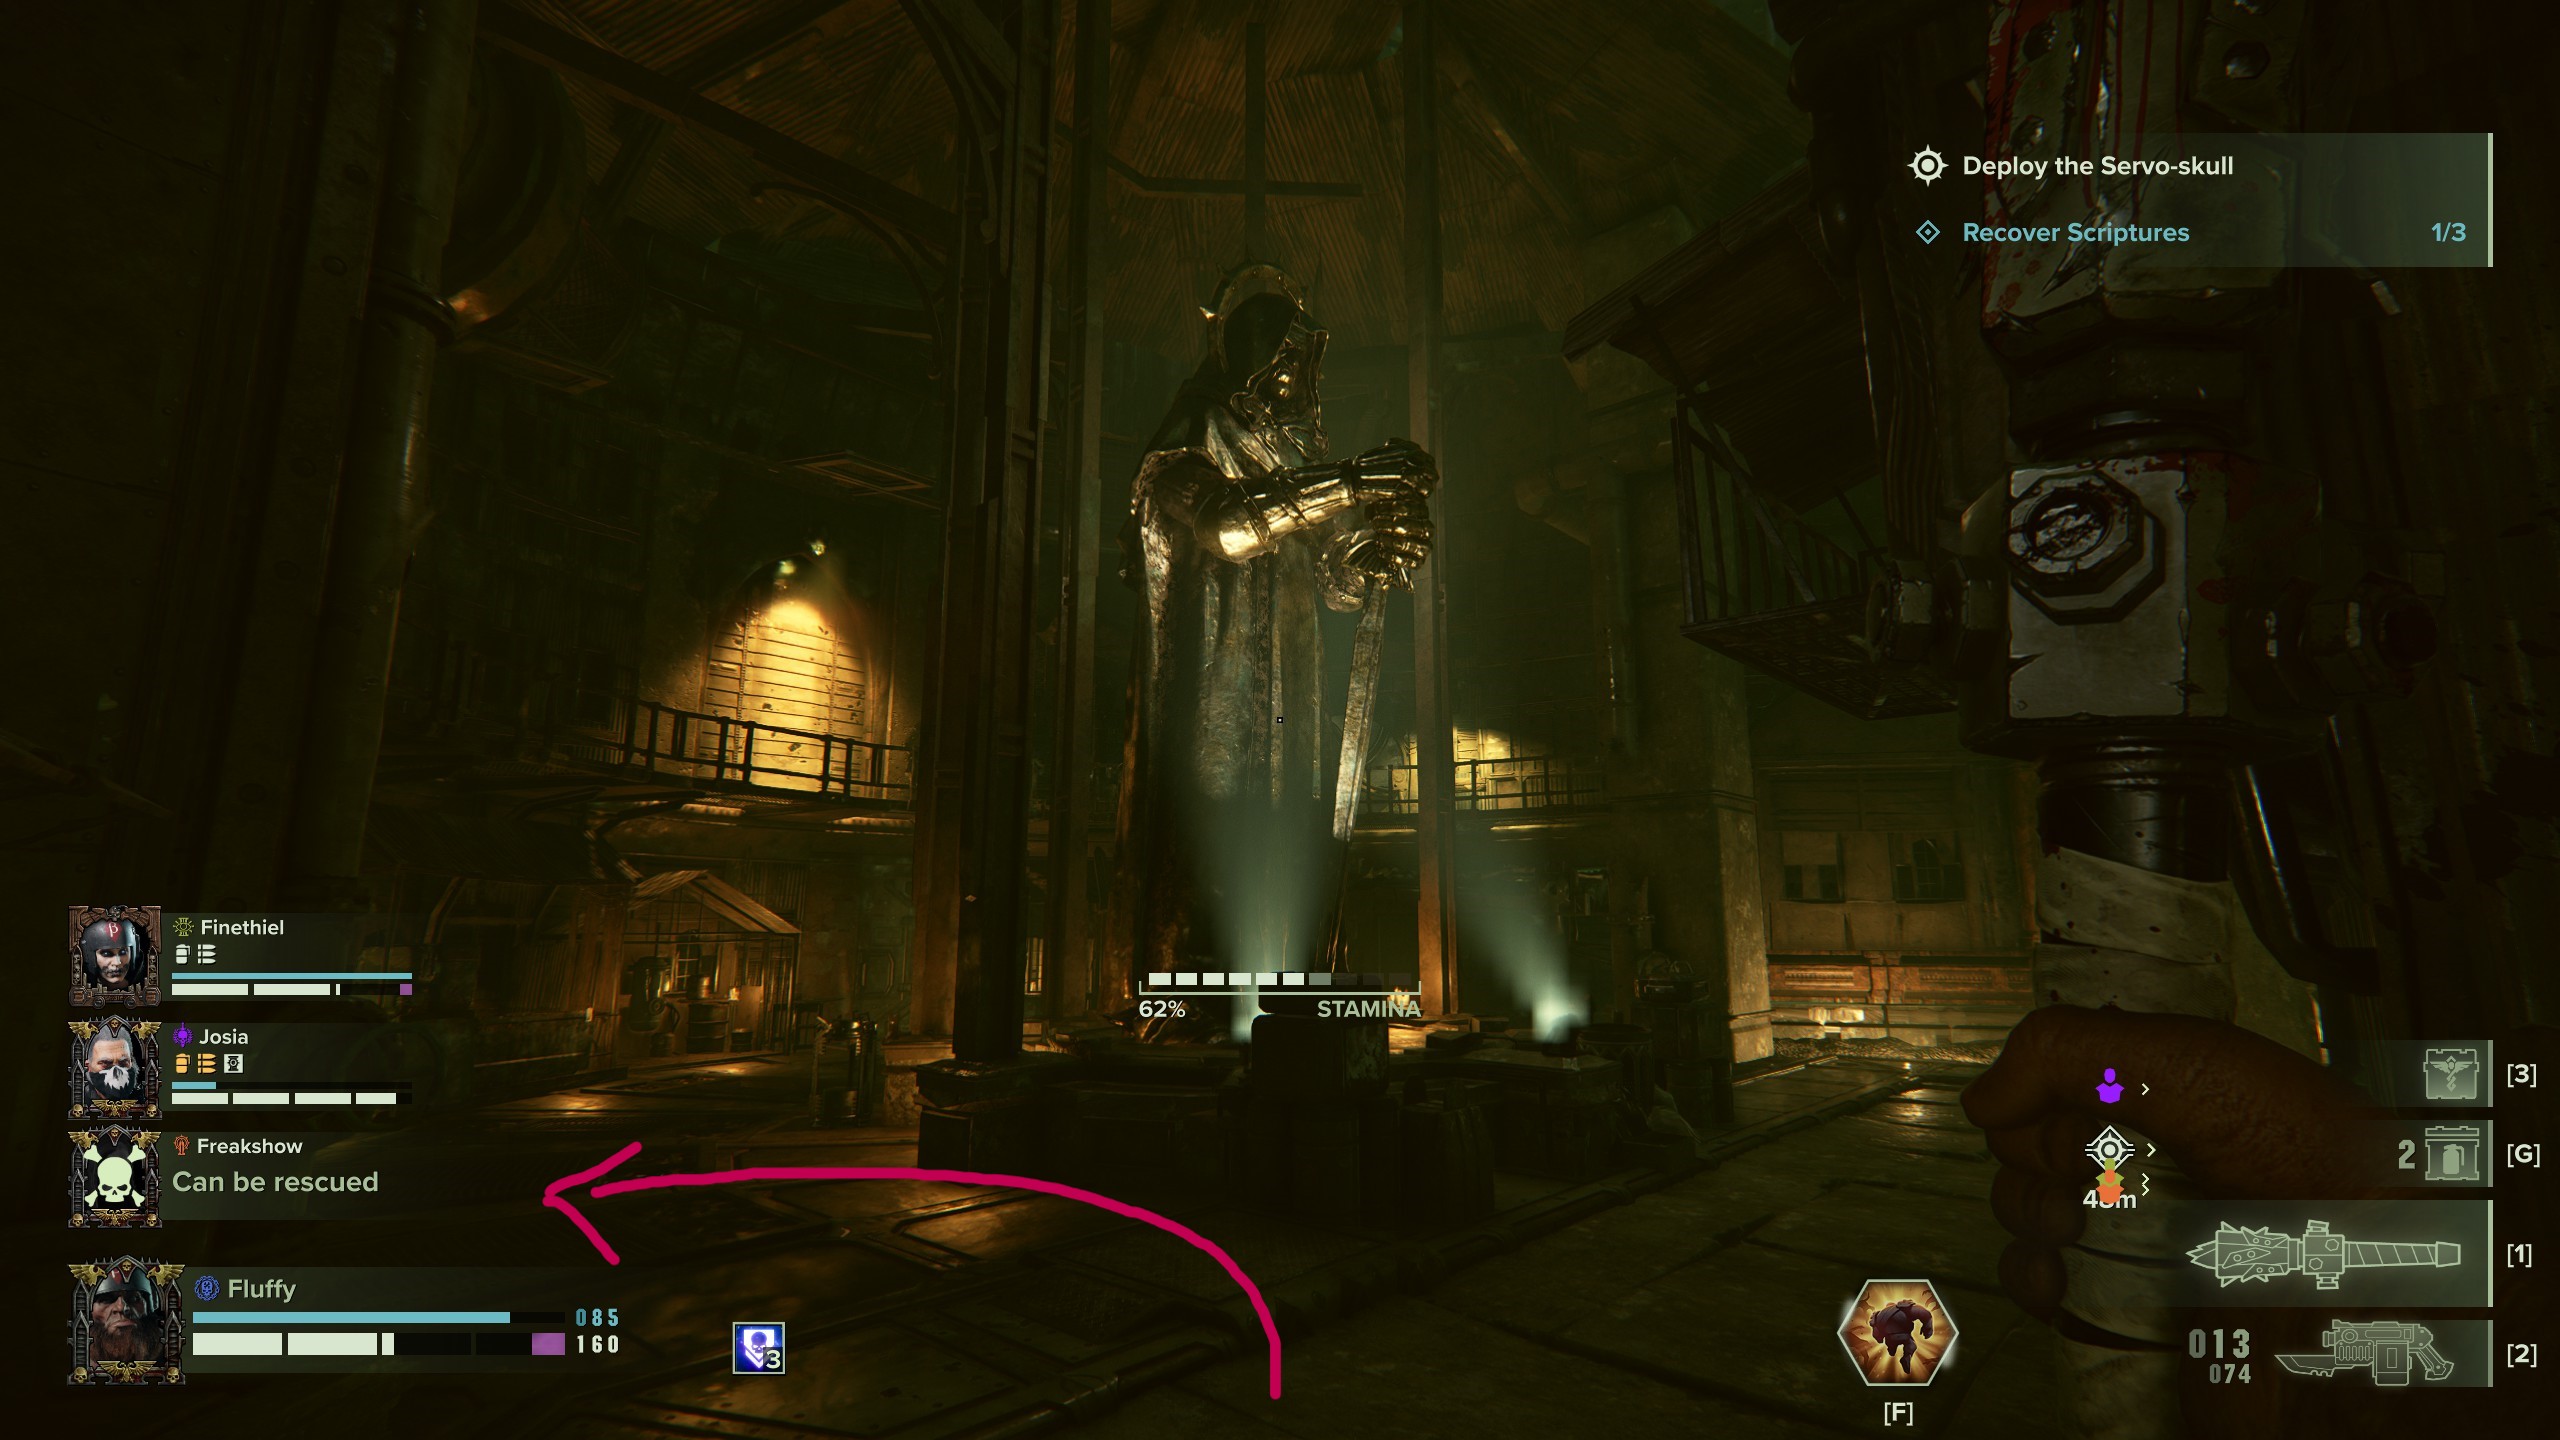 Deploy the Servo-skull
Recover Scriptures 1/3
Finethiel
Josia
Freakshow
Can be rescued
Fluffy
085
160
3
62% STAMINA
[3]
2 [G]
[1]
013
074
[2]
[F]